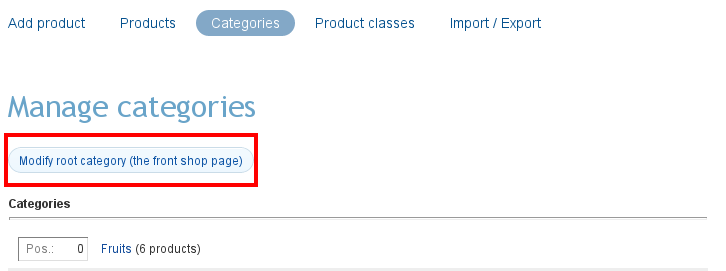 Add product Products Categories Product classes Import / Export
Manage categories
Modify root category (the front shop page)
Categories
Pos.: 0 Fruits (6 products)